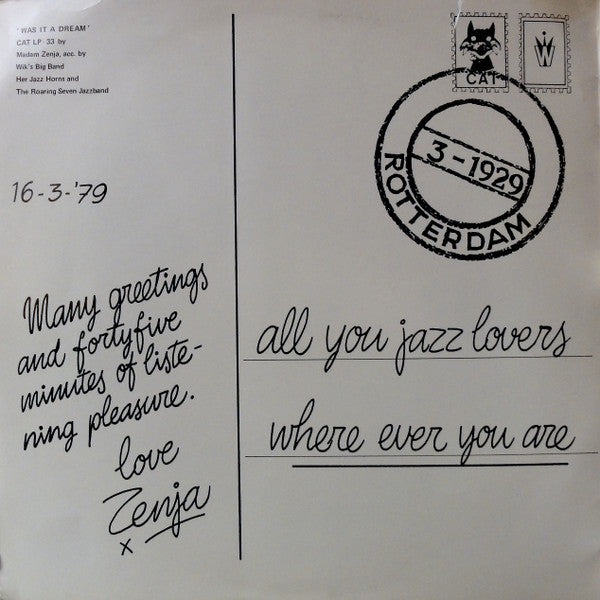 'WAS IT A DREAM'
CAT LP 33 by
Madam Zenja, acc. by
Wik's Big Band
Her Jazz Horns and
The Roaring Seven Jazzband
CAT
W
3-1929
ROTTERDAM
16-3-'79
Many greetings
and fortyfive
minutes of liste-
ning pleasure.
love
Zenja
x
all you jazz lovers
where ever you are